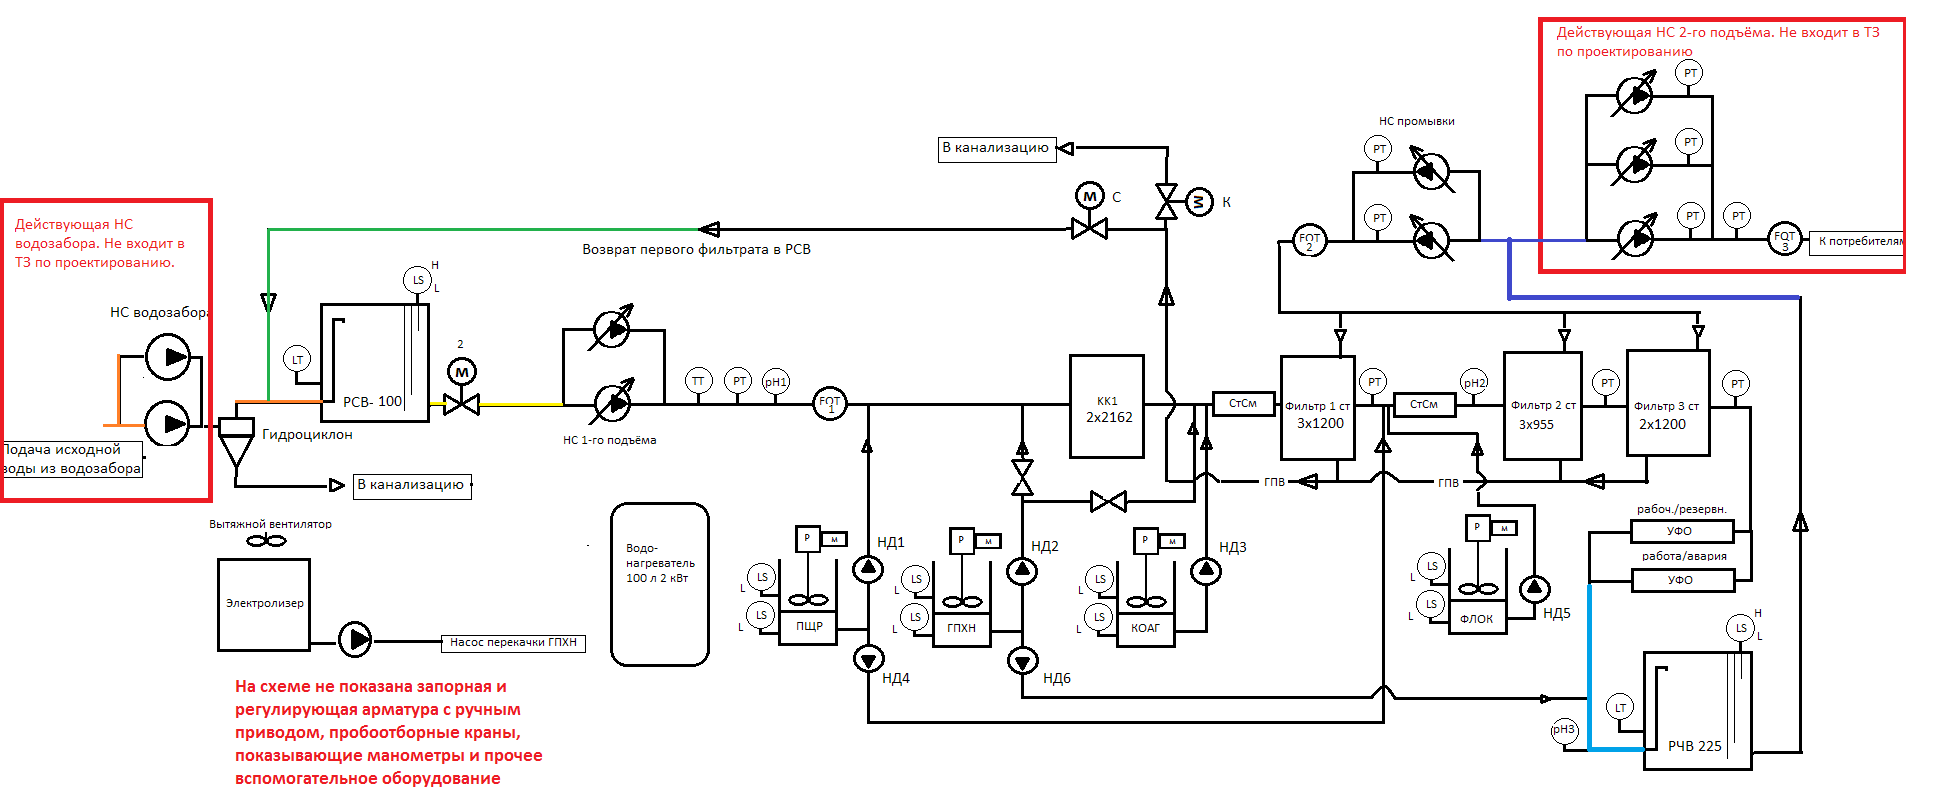 Действующая НС 2-го подъёма. Не входит в ТЗ
по проектированию
PT
НС промывки
PT
PT
В канализацию
M
С
M
К
PT
PT
PT
PT
FQT
2
FQT
3
К потребителям
Действующая НС
водозабора. Не входит в
ТЗ по проектированию.
Возврат первого фильтрата в РСВ
H
LS
L
НС водозабора
LT
РСВ- 100
2
M
TT
PT
pH1
FQT
1
НС 1-го подъёма
КК1
2x2162
СтСм
Фильтр 1 ст
3x1200
PT
СтСм
pH2
Фильтр 2 ст
3x955
PT
Фильтр 3 ст
2x1200
PT
Подача исходной
воды из водозабора
Гидроциклон
В канализацию
ГПВ
ГПВ
Вытяжной вентилятор
Электролизер
Насос перекачки ГПХН
Водо-
нагреватель
100 л 2 кВт
P
м
LS
L
LS
L
ПЩР
НД1
НД4
P
м
LS
L
LS
L
ГПХН
НД2
НД6
P
м
LS
L
LS
L
КОАГ
НД3
P
м
LS
L
LS
L
ФЛОК
НД5
рабоч./резервн.
УФО
работа/авария
УФО
H
LS
L
LT
pH3
РЧВ 225
На схеме не показана запорная и
регулирующая арматура с ручным
приводом, пробоотборные краны,
показывающие манометры и прочее
вспомогательное оборудование